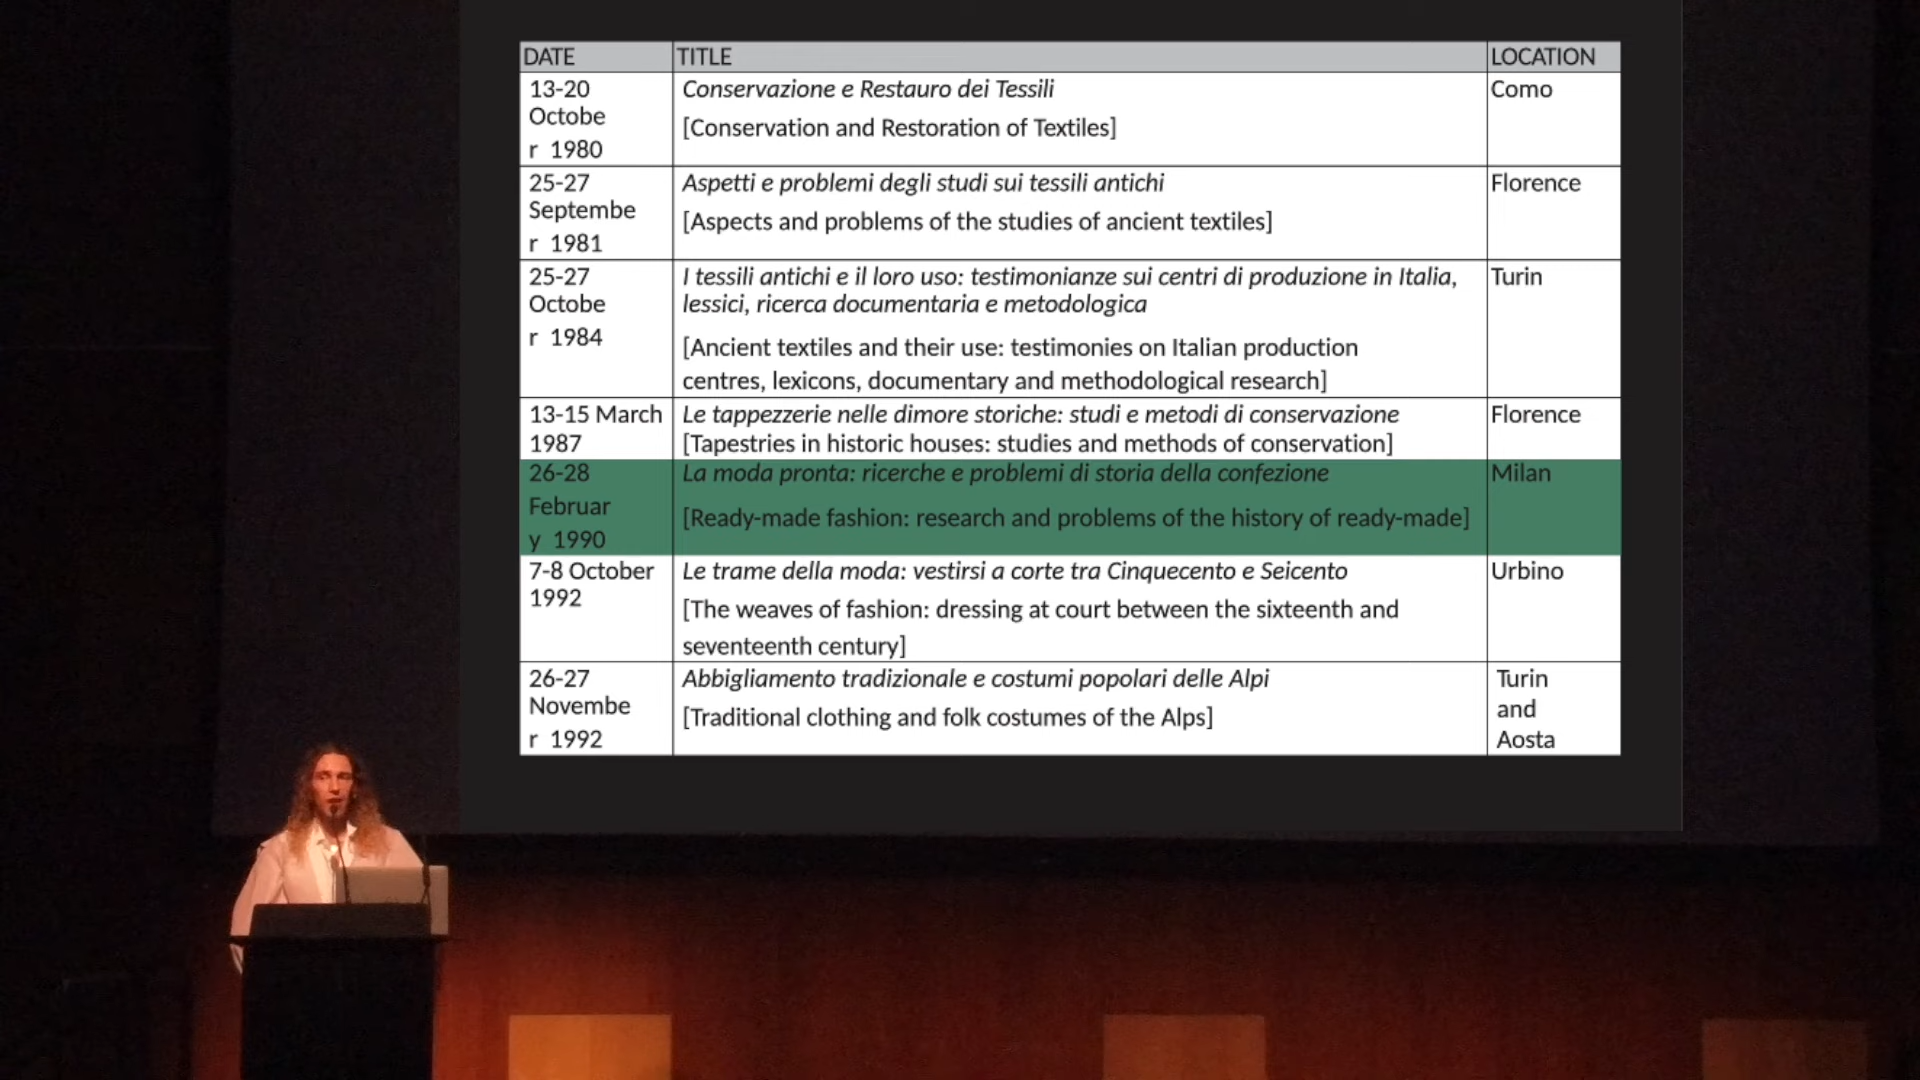 DATE TITLE LOCATION
13-20
Octobe
r 1980
Conservazione e Restauro dei Tessili
[Conservation and Restoration of Textiles]
Como
25-27
Septembe
r 1981
Aspetti e problemi degli studi sui tessili antichi
[Aspects and problems of the studies of ancient textiles]
Florence
25-27
Octobe
r 1984
I tessili antichi e il loro uso: testimonianze sui centri di produzione in Italia,
lessici, ricerca documentaria e metodologica
[Ancient textiles and their use: testimonies on Italian production
centres, lexicons, documentary and methodological research]
Turin
13-15 March
1987
Le tappezzerie nelle dimore storiche: studi e metodi di conservazione
[Tapestries in historic houses: studies and methods of conservation]
Florence
26-28
Februar
y 1990
La moda pronta: ricerche e problemi di storia della confezione
[Ready-made fashion: research and problems of the history of ready-made]
Milan
7-8 October
1992
Le trame della moda: vestirsi a corte tra Cinquecento e Seicento
[The weaves of fashion: dressing at court between the sixteenth and
seventeenth century]
Urbino
26-27
Novembe
r 1992
Abbigliamento tradizionale e costumi popolari delle Alpi
[Traditional clothing and folk costumes of the Alps]
Turin
and
Aosta